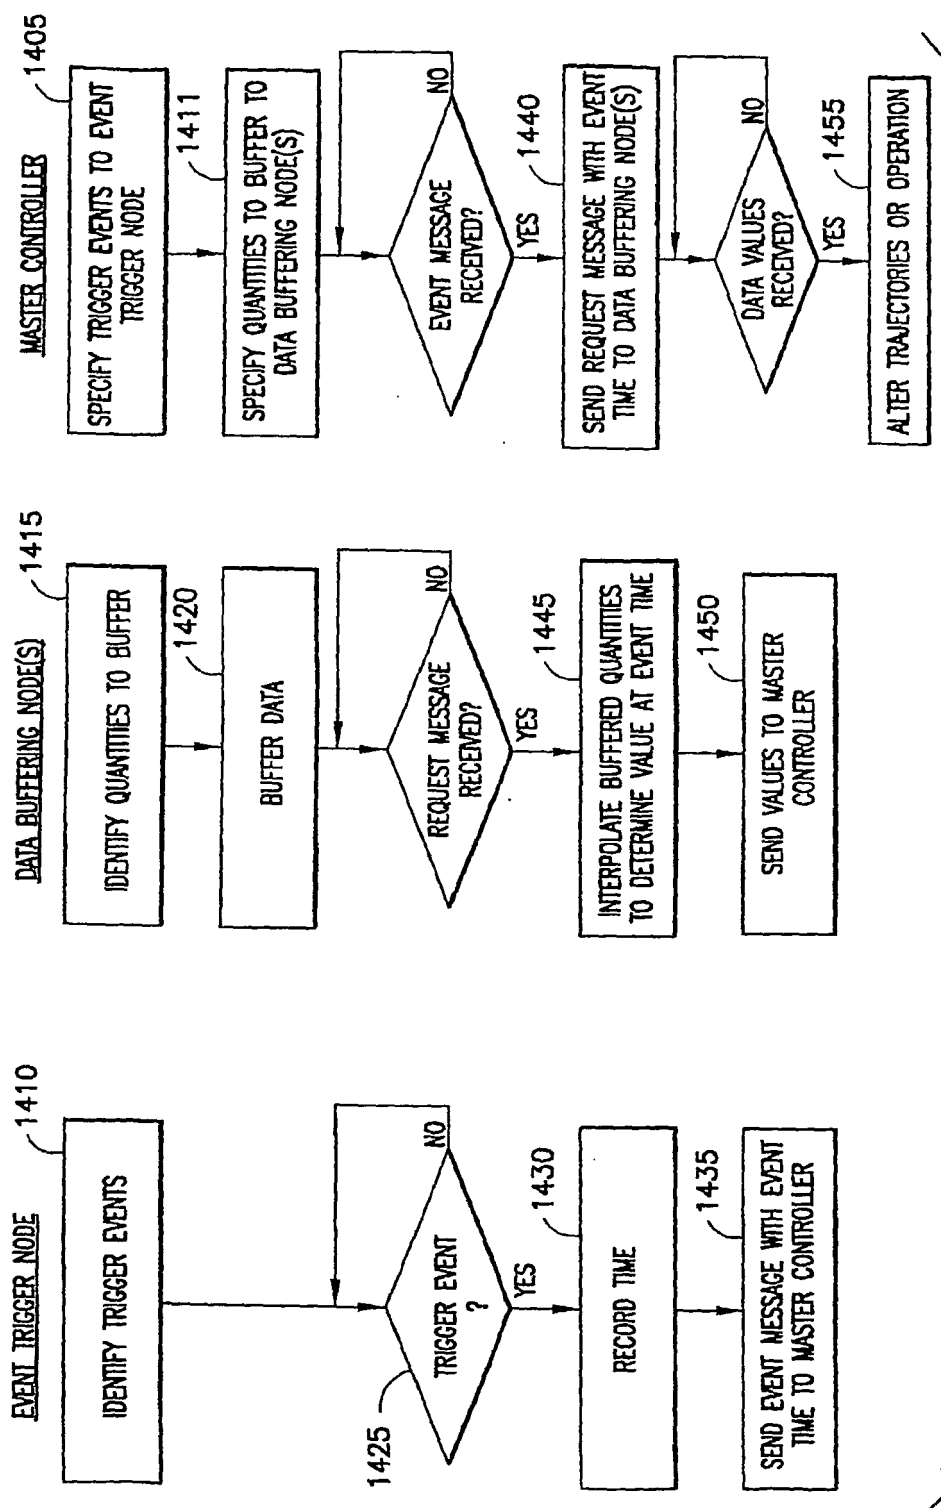 EVENT TRIGGER NODE
1410
IDENTIFY TRIGGER EVENTS
TRIGGER EVENT
?
1425
NO
YES
1430
RECORD TIME
1435
SEND EVENT MESSAGE WITH EVENT
TIME TO MASTER CONTROLLER
DATA BUFFERING NODE(S)
1415
IDENTIFY QUANTITIES TO BUFFER
1420
BUFFER DATA
REQUEST MESSAGE
RECEIVED?
NO
YES
1445
INTERPOLATE BUFFERED QUANTITIES
TO DETERMINE VALUE AT EVENT TIME
1450
SEND VALUES TO MASTER
CONTROLLER
MASTER CONTROLLER
1405
SPECIFY TRIGGER EVENTS TO EVENT
TRIGGER NODE
1411
SPECIFY QUANTITIES TO BUFFER TO
DATA BUFFERING NODE(S)
EVENT MESSAGE
RECEIVED?
NO
YES
1440
SEND REQUEST MESSAGE WITH EVENT
TIME TO DATA BUFFERING NODE(S)
DATA VALUES
RECEIVED?
NO
YES
1455
ALTER TRAJECTORIES OR OPERATION